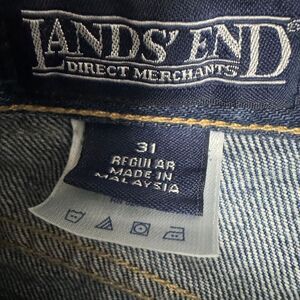 LANDS' END
DIRECT MERCHANTS
31
REGULAR
MADE IN
MALAYSIA